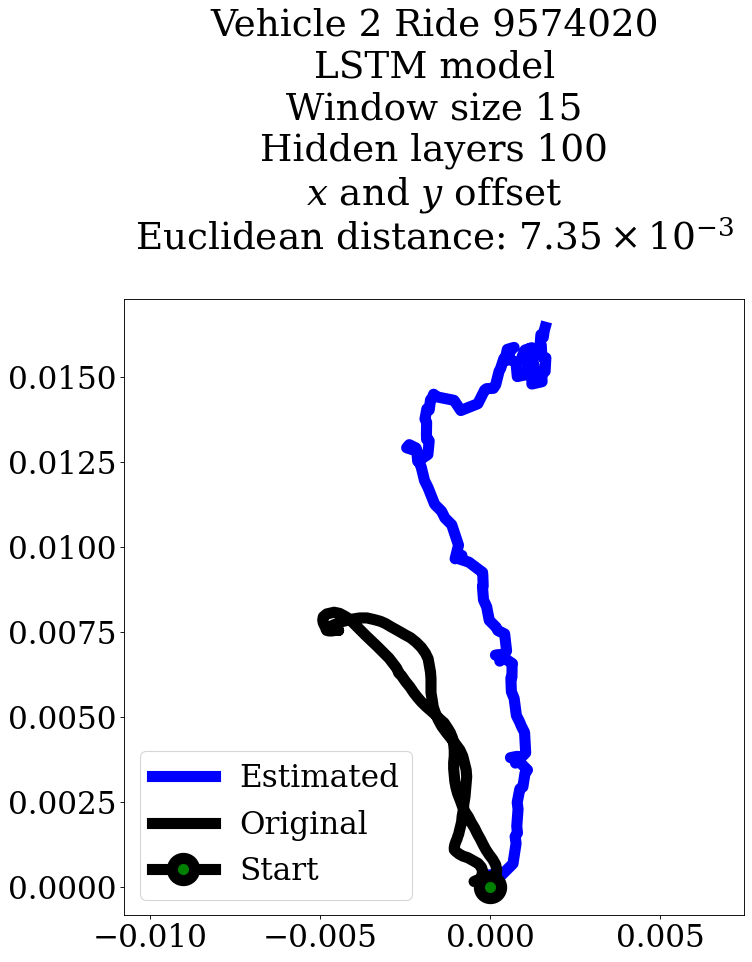 Vehicle 2 Ride 9574020
LSTM model
Window size 15
Hidden layers 100
x and y offset
Euclidean distance: 7.35 × 10⁻³
0.0150
0.0125
0.0100
0.0075
0.0050
0.0025
0.0000
Estimated
Original
Start
−0.010 −0.005 0.000 0.005